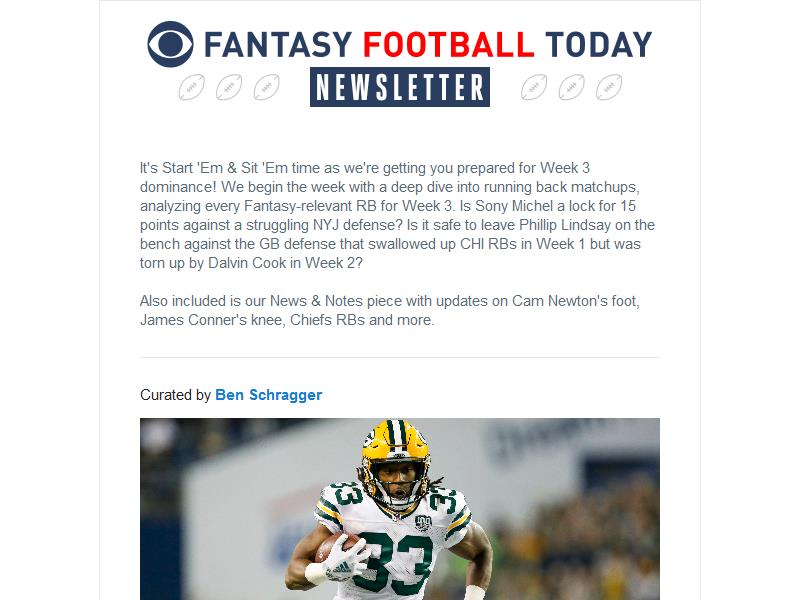 FANTASY FOOTBALL TODAY
NEWSLETTER
It's Start 'Em & Sit 'Em time as we're getting you prepared for Week 3
dominance! We begin the week with a deep dive into running back matchups,
analyzing every Fantasy-relevant RB for Week 3. Is Sony Michel a lock for 15
points against a struggling NYJ defense? Is it safe to leave Phillip Lindsay on the
bench against the GB defense that swallowed up CHI RBs in Week 1 but was
torn up by Dalvin Cook in Week 2?
Also included is our News & Notes piece with updates on Cam Newton's foot,
James Conner's knee, Chiefs RBs and more.
Curated by Ben Schragger
33
33
33